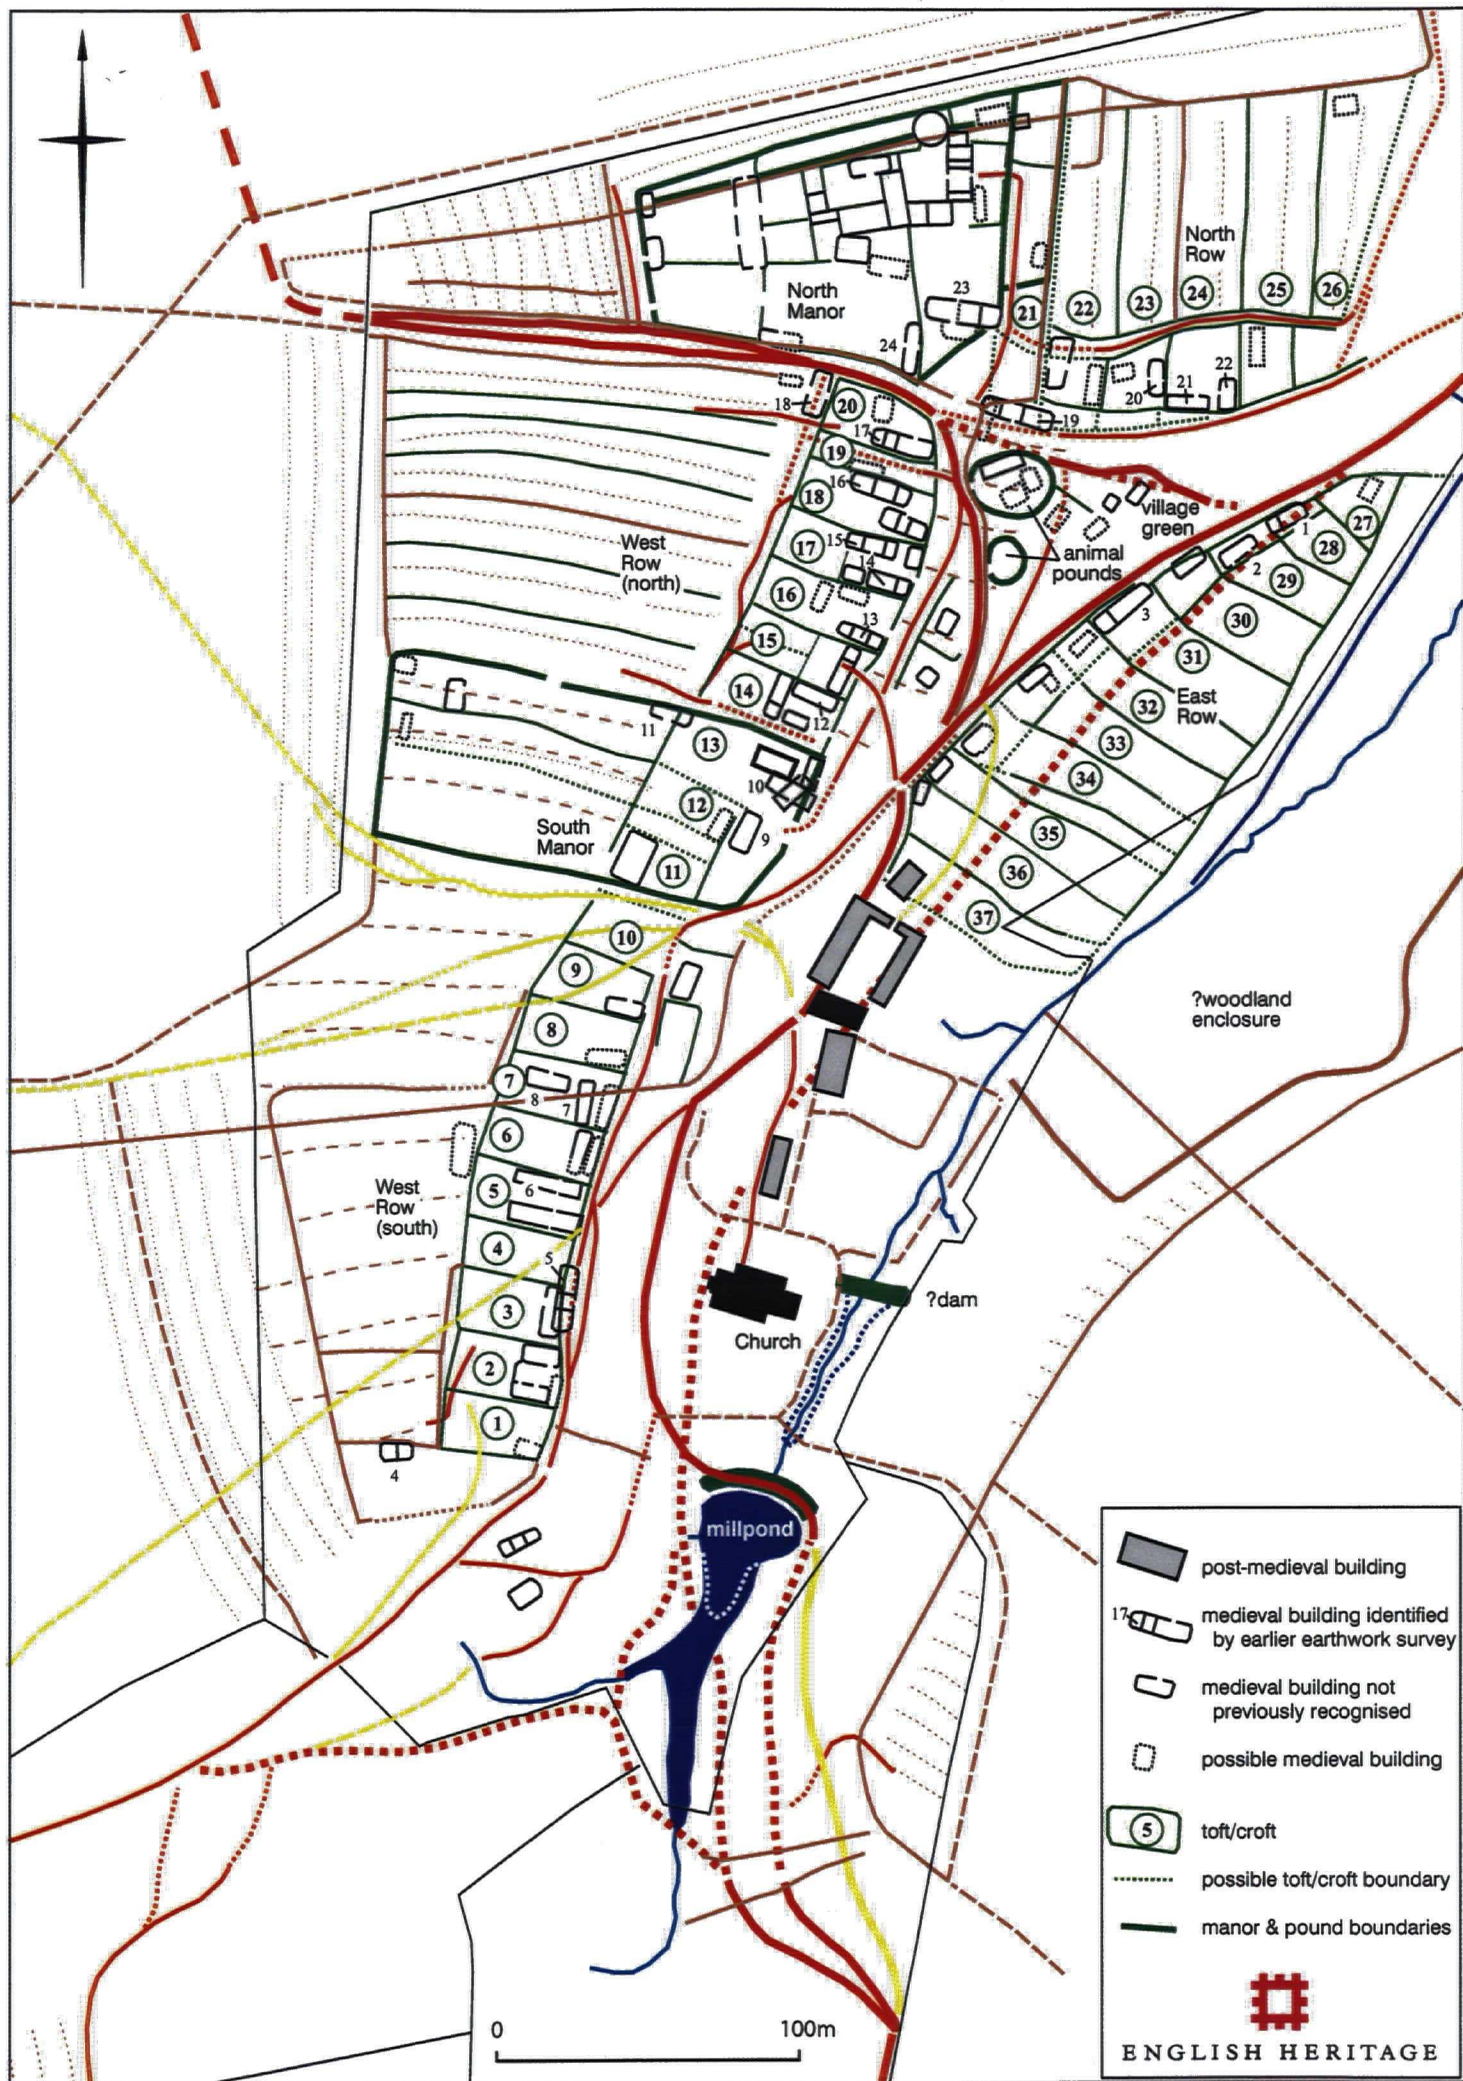 North
Row
23
North
Manor
21
22
23
24
25
26
24
22
20
21
18
20
19
17
19
16
village
green
27
18
1
28
West
Row
(north)
15
17
animal
pounds
2
29
14
16
3
30
13
15
31
14
32
East
Row
11
12
13
33
10
34
12
South
Manor
9
35
11
36
37
10
9
?woodland
enclosure
8
7
8
7
6
West
Row
(south)
5
6
4
5
3
?dam
Church
2
1
4
millpond
post-medieval building
17
medieval building identified
by earlier earthwork survey
medieval building not
previously recognised
possible medieval building
5
toft/croft
possible toft/croft boundary
manor & pound boundaries
0
100m
ENGLISH HERITAGE